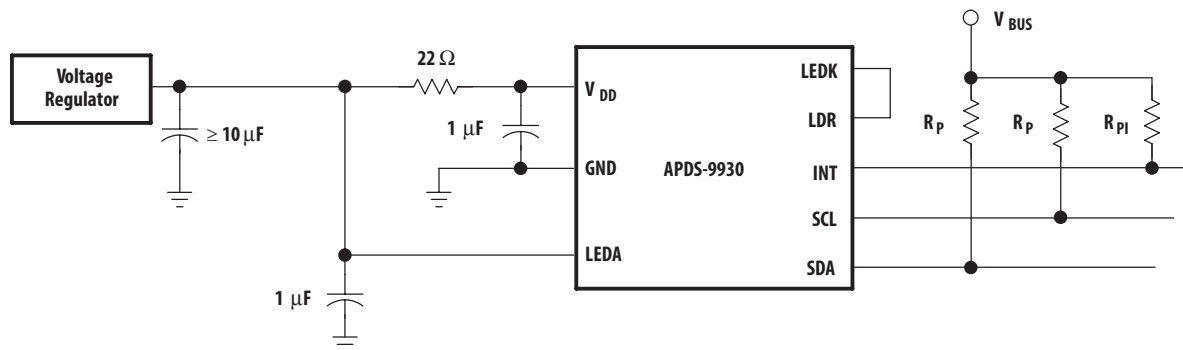 V BUS
22 Ω
Voltage
Regulator
LEDK
V DD
≥ 10 μF
1 μF
LDR
R P
R P
R PI
GND
APDS-9930
INT
SCL
LEDA
SDA
1 μF